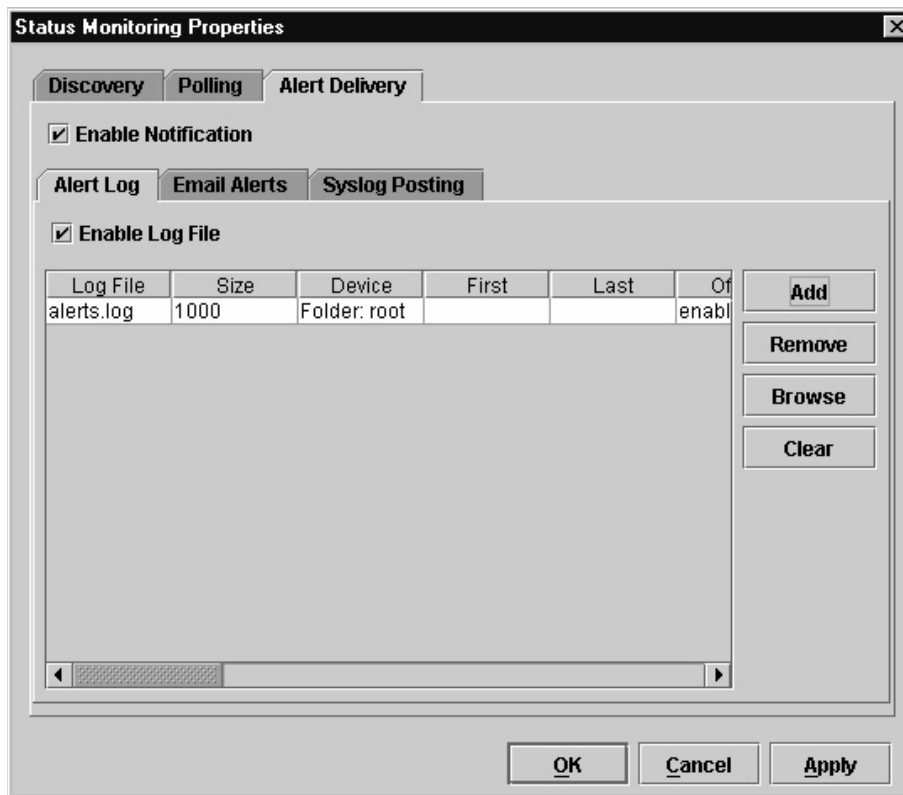 Status Monitoring Properties
Discovery Polling Alert Delivery
Enable Notification
Alert Log Email Alerts Syslog Posting
Enable Log File
Log File Size Device First Last Of
alerts.log 1000 Folder: root enabl
Add
Remove
Browse
Clear
OK Cancel Apply